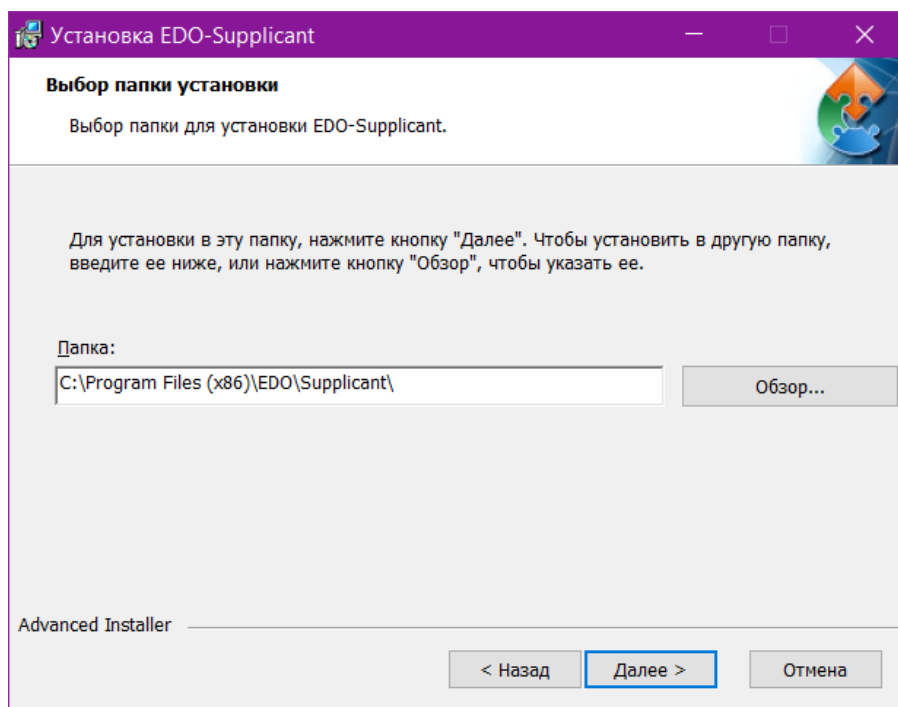 Установка EDO-Supplicant
Выбор папки установки
Выбор папки для установки EDO-Supplicant.
Для установки в эту папку, нажмите кнопку "Далее". Чтобы установить в другую папку,
введите ее ниже, или нажмите кнопку "Обзор", чтобы указать ее.
Папка:
C:\Program Files (x86)\EDO\Supplicant\
Обзор...
Advanced Installer
< Назад
Далее >
Отмена